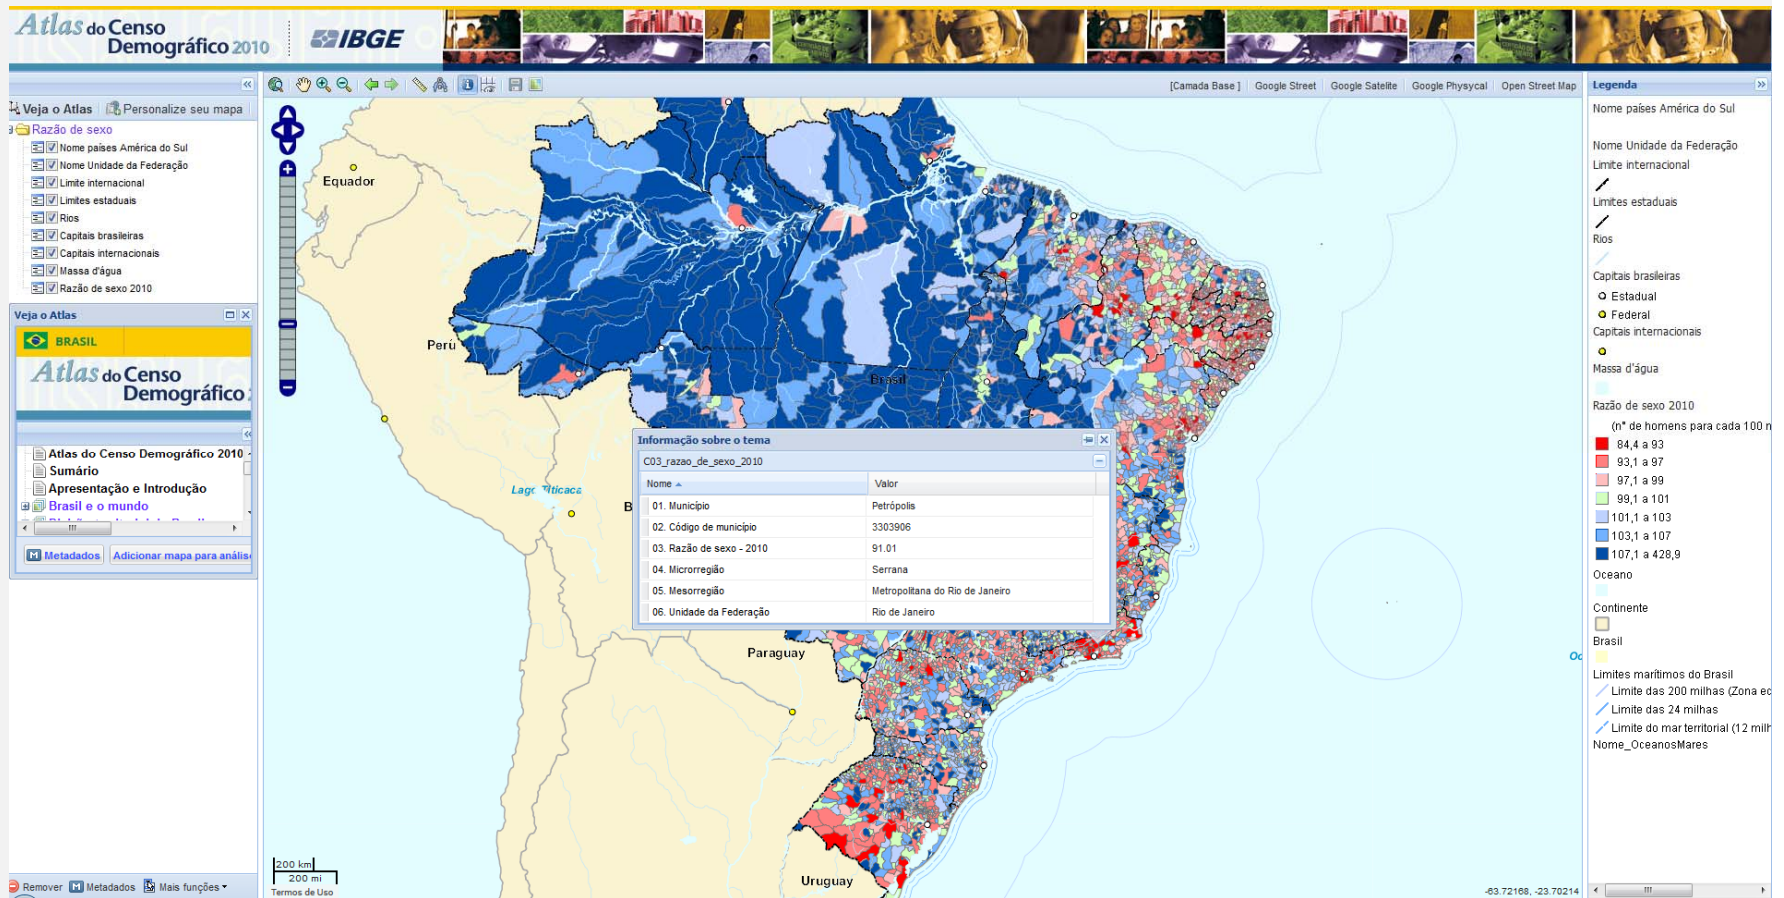 Atlas do Censo
Demográfico 2010
IBGE
Veja o Atlas
Personalize seu mapa
[Camada Base ]
Google Street
Google Satelite
Google Physycal
Open Street Map
Razão de sexo
Nome países América do Sul
Nome Unidade da Federação
Limite internacional
Limites estaduais
Rios
Capitais brasileiras
Capitais internacionais
Massa d'água
Razão de sexo 2010
Veja o Atlas
BRASIL
Atlas do Censo
Demográfico
Atlas do Censo Demográfico 2010
Sumário
Apresentação e Introdução
Brasil e o mundo
M Metadados
Adicionar mapa para anális
Remover
M Metadados
Mais funções
Equador
Perú
Brasil
Lago Titicaca
B
Paraguay
Uruguay
Oc
Informação sobre o tema
C03_razao_de_sexo_2010
Nome
Valor
01. Município
Petrópolis
02. Código de município
3303906
03. Razão de sexo - 2010
91.01
04. Microrregião
Serrana
05. Mesorregião
Metropolitana do Rio de Janeiro
06. Unidade da Federação
Rio de Janeiro
200 km
200 mi
Termos de Uso
-63.72168, -23.70214
Legenda
Nome países América do Sul
Nome Unidade da Federação
Limite internacional
Limites estaduais
Rios
Capitais brasileiras
Estadual
Federal
Capitais internacionais
Massa d'água
Razão de sexo 2010
(n° de homens para cada 100 n
84,4 a 93
93,1 a 97
97,1 a 99
99,1 a 101
101,1 a 103
103,1 a 107
107,1 a 428,9
Oceano
Continente
Brasil
Limites marítimos do Brasil
Limite das 200 milhas (Zona ec
Limite das 24 milhas
Limite do mar territorial (12 milh
Nome_OceanosMares